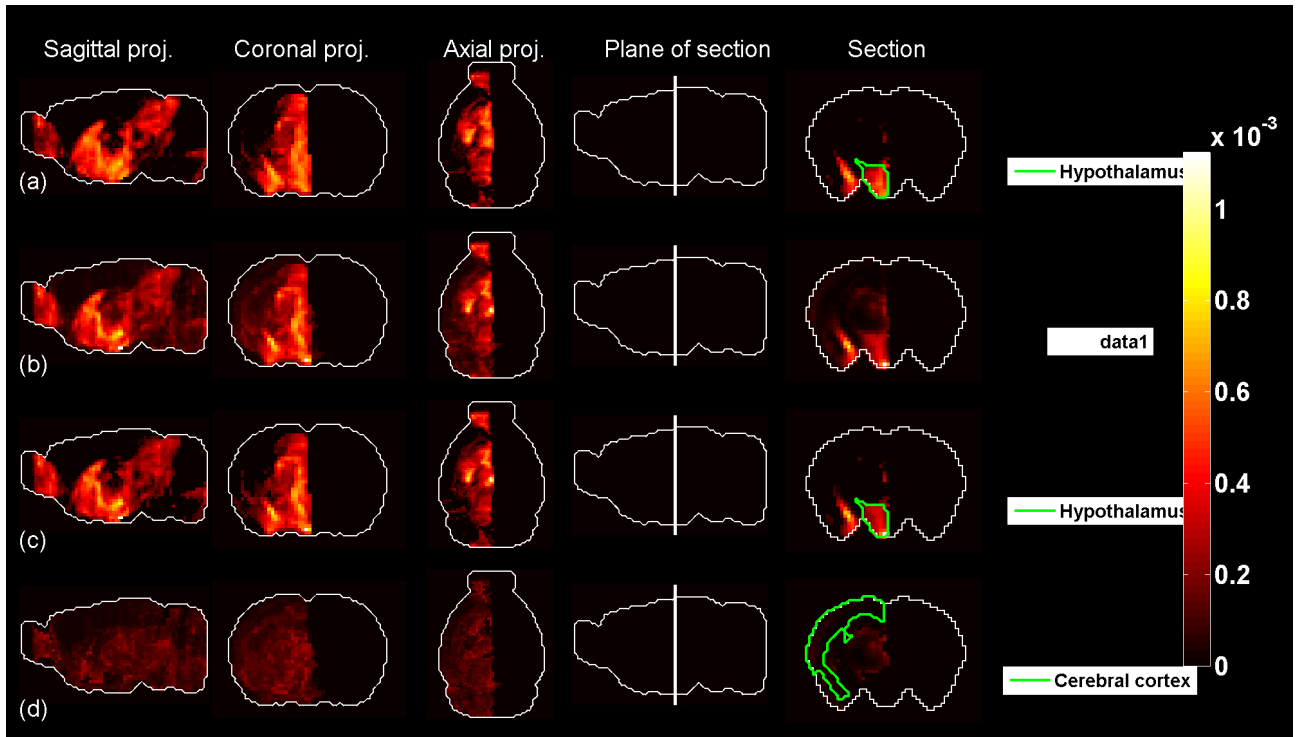 Sagittal proj. Coronal proj. Axial proj. Plane of section Section
x 10-3
(a)
Hypothalamus
1
0.8
(b)
data1
0.6
0.4
(c)
Hypothalamus
0.2
0
(d)
Cerebral cortex